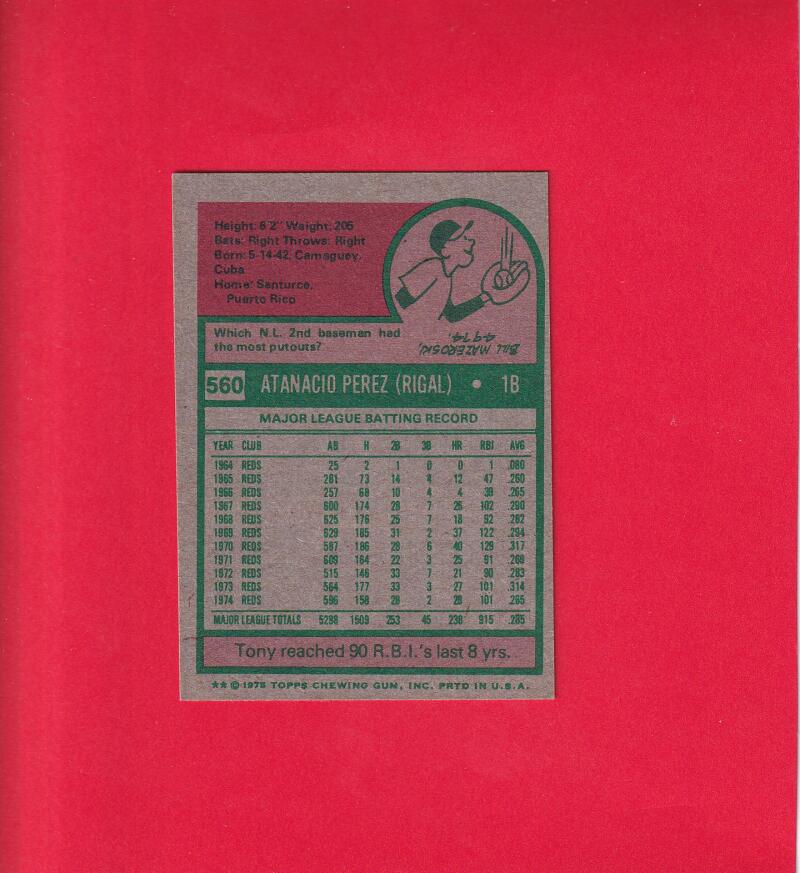 Height: 6'2" Weight: 205
Bats: Right Throws: Right
Born: 5-14-42, Camaguey,
Cuba
Home: Santurce,
Puerto Rico
Which N.L. 2nd baseman had
the most putouts?
BILL MAZEROSKI,
4,974.
560 ATANACIO PEREZ (RIGAL) • 1B
MAJOR LEAGUE BATTING RECORD
YEAR CLUB AB H 2B 3B HR RBI AVG
1964 REDS 25 2 1 0 0 1 .080
1965 REDS 281 73 14 4 12 47 .260
1966 REDS 257 68 10 4 4 39 .265
1967 REDS 600 174 28 7 26 102 .290
1968 REDS 625 176 25 7 18 92 .282
1969 REDS 629 185 31 2 37 122 .294
1970 REDS 587 186 28 6 40 129 .317
1971 REDS 609 164 22 3 25 91 .269
1972 REDS 515 146 33 7 21 90 .283
1973 REDS 564 177 33 3 27 101 .314
1974 REDS 596 158 28 2 28 101 .265
MAJOR LEAGUE TOTALS 5288 1509 253 45 238 915 .285
Tony reached 90 R.B.I.'s last 8 yrs.
** © 1975 TOPPS CHEWING GUM, INC. PRTD IN U.S.A.